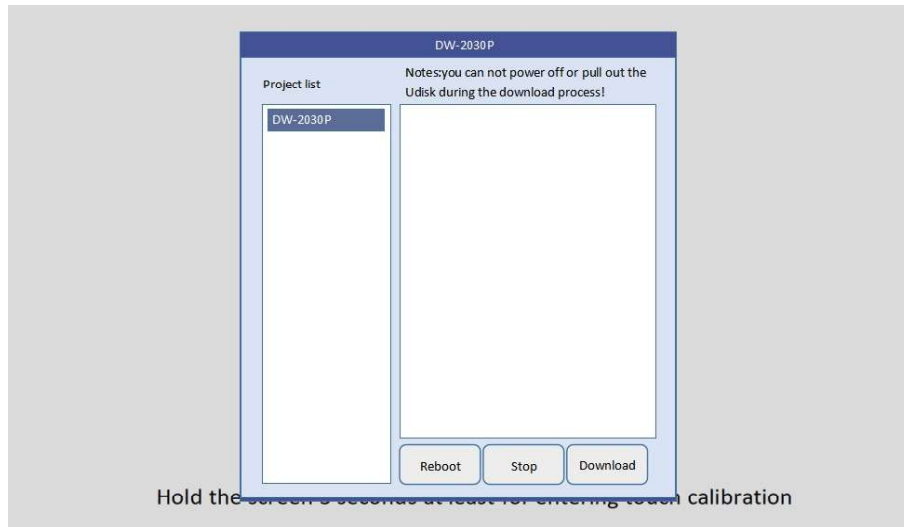 DW-2030P
Project list
Notes:you can not power off or pull out the
Udisk during the download process!
DW-2030P
Reboot
Stop
Download
Hold the screen 3 seconds at least for entering touch calibration